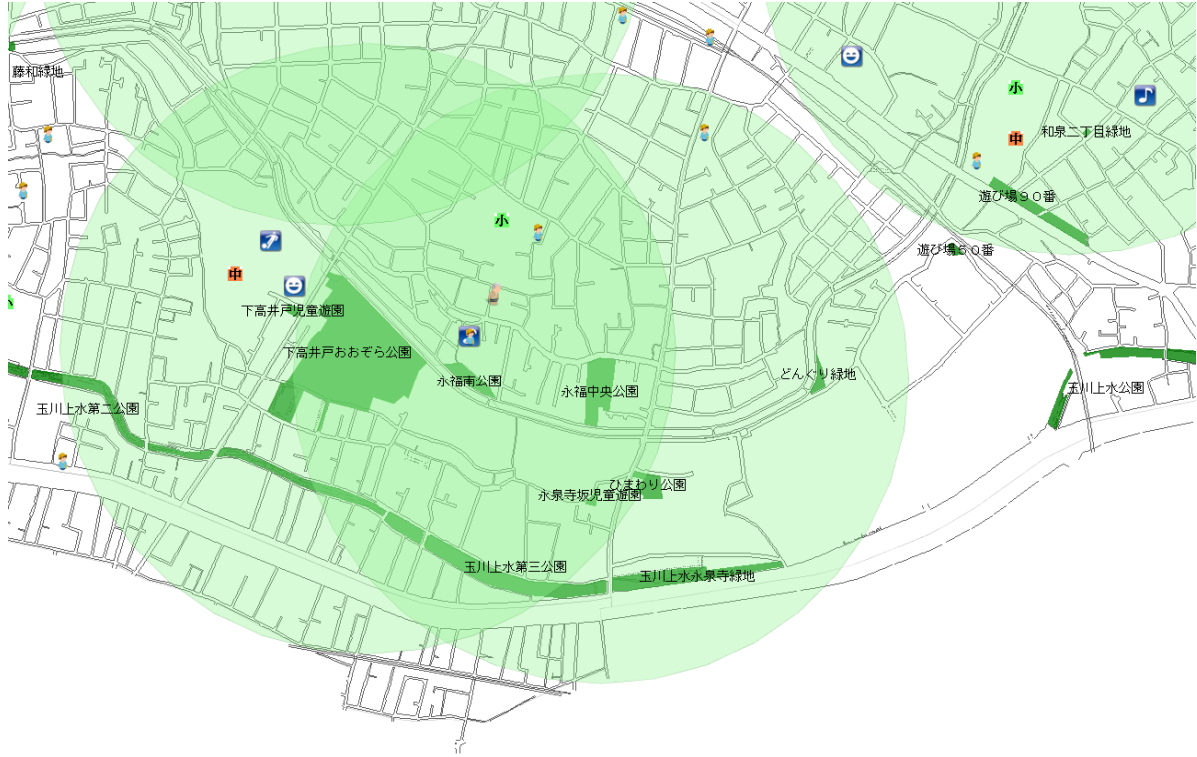 藤和緑地
小
和泉二丁目緑地
中
遊び場90番
小
遊び場60番
中
小
下高井戸児童遊園
下高井戸おおぞら公園
永福南公園
どんぐり緑地
永福中央公園
玉川上水公園
玉川上水第二公園
ひまわり公園
永泉寺坂児童遊園
玉川上水第三公園
玉川上水永泉寺緑地